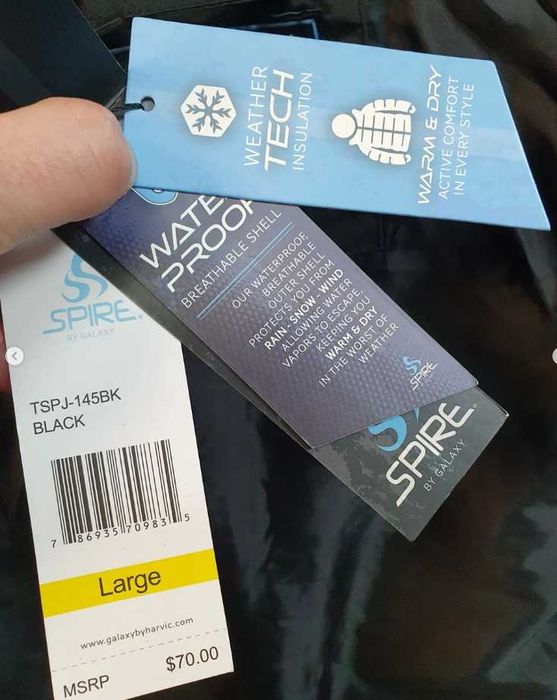 WEATHER
TECH
INSULATION
WARM & DRY
ACTIVE COMFORT
IN EVERY STYLE
WATE
PROOF
BREATHABLE SHELL
OUR WATERPROOF
BREATHABLE
OUTER SHELL
PROTECTS YOU FROM
RAIN - SNOW - WIND
ALLOWING WATER
VAPORS TO ESCAPE,
KEEPING YOU
WARM & DRY
IN THE WORST OF
WEATHER
SPIRE
SPIRE
BY GALAXY
SPIRE
BY GALAXY
TSPJ-145BK
BLACK
7 86935 70983 5
Large
www.galaxybyharvic.com
MSRP $70.00